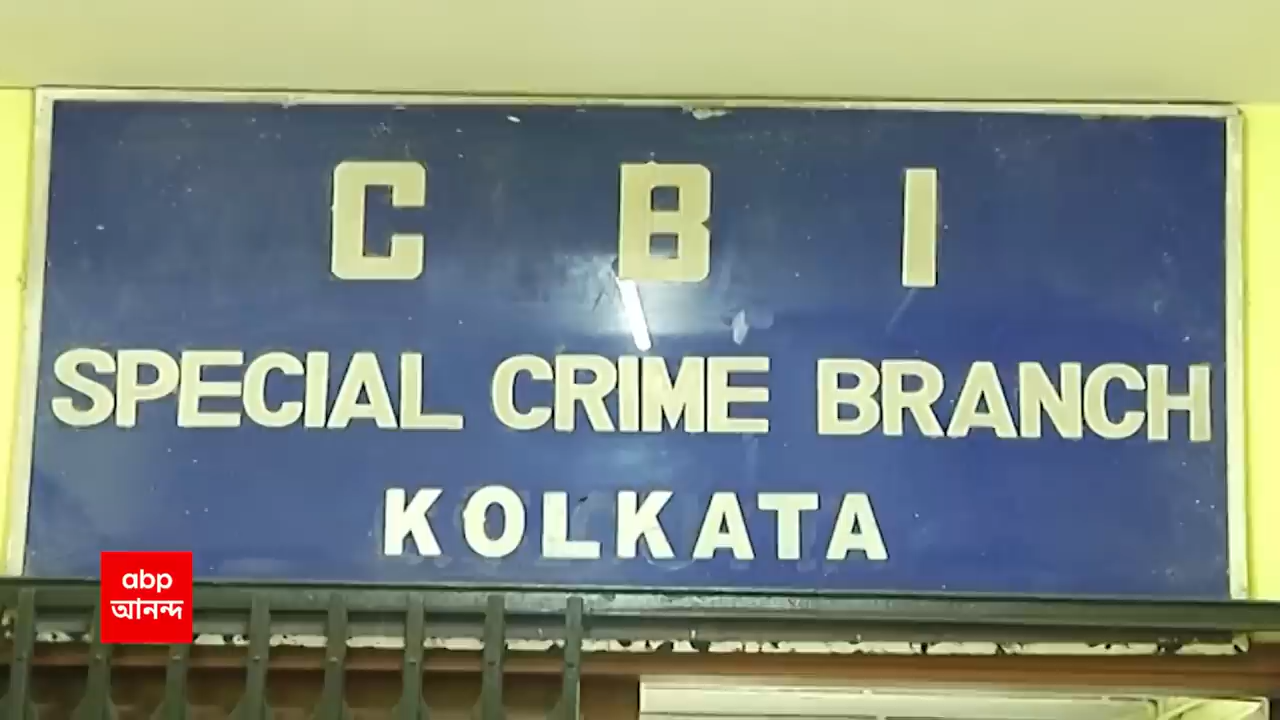 C B I
SPECIAL CRIME BRANCH
KOLKATA
abp
আনন্দ